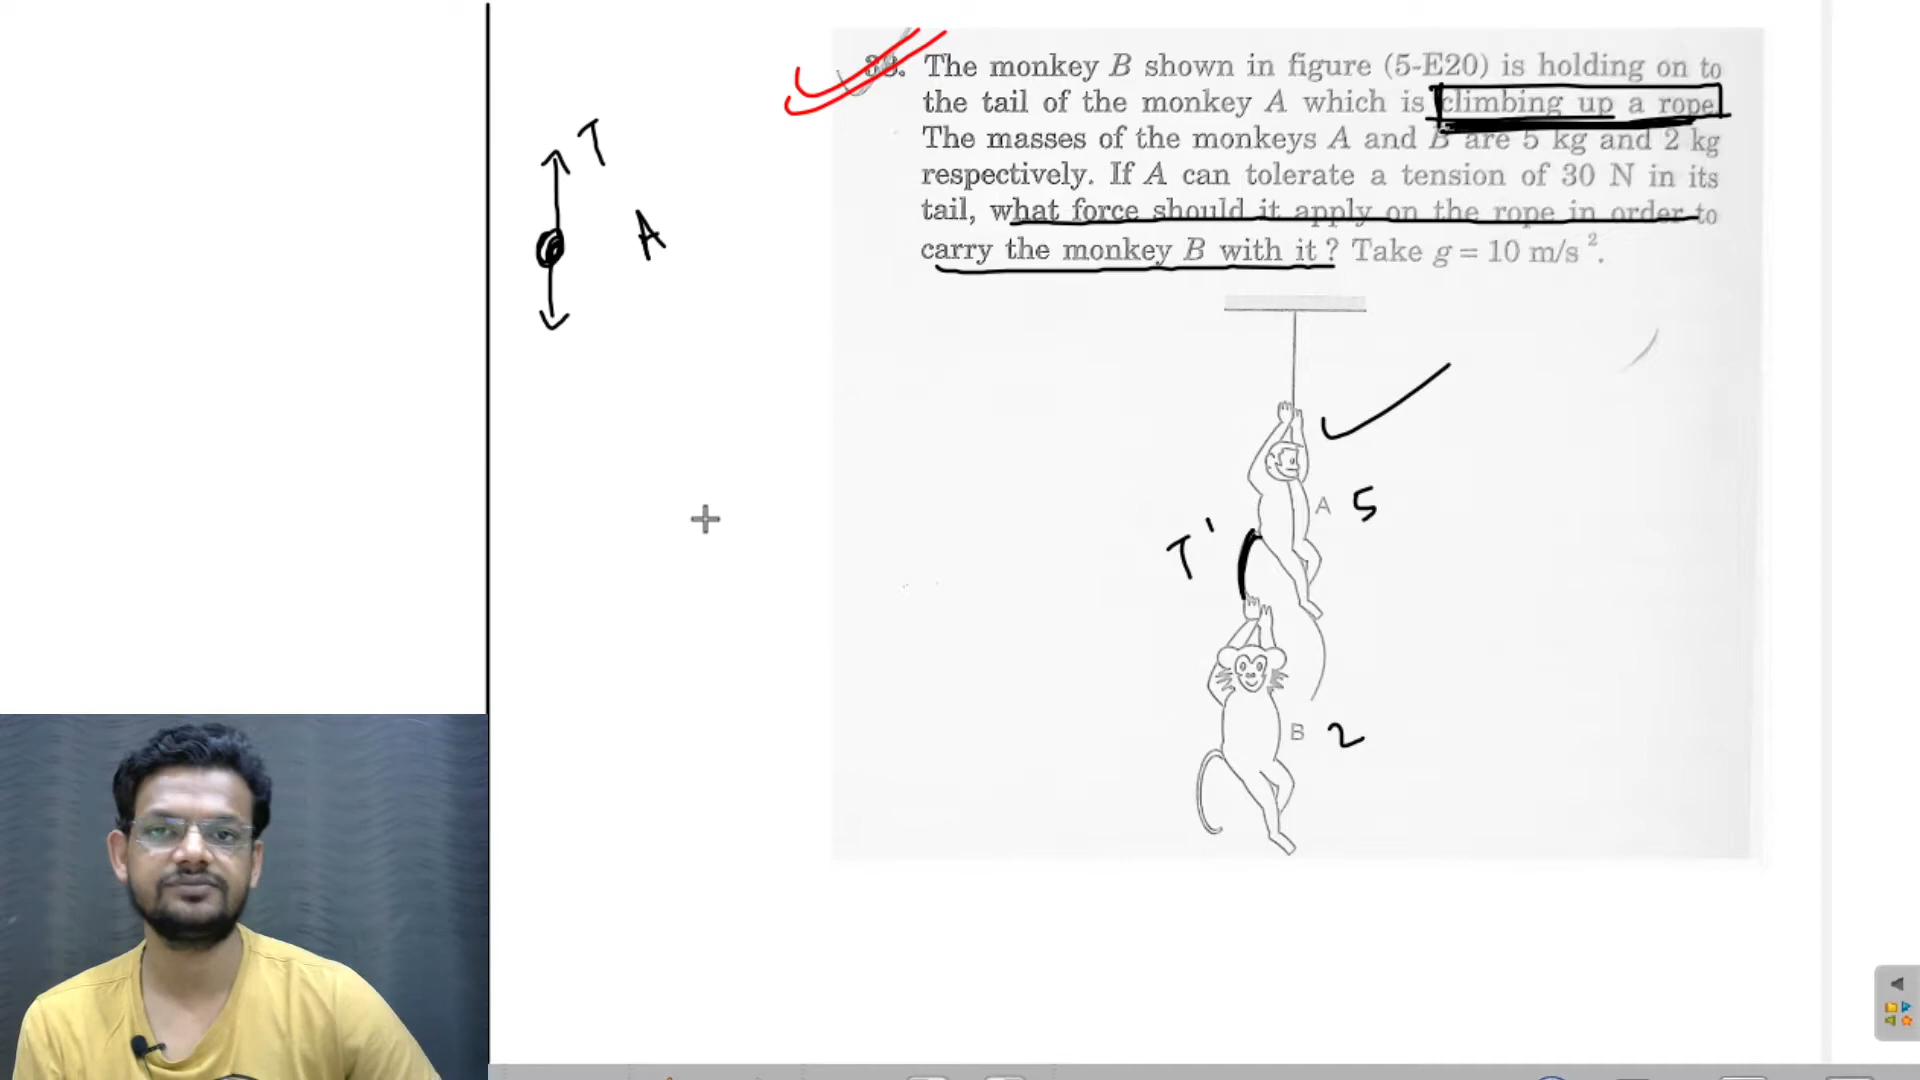 38. The monkey B shown in figure (5-E20) is holding on to
the tail of the monkey A which is climbing up a rope.
The masses of the monkeys A and B are 5 kg and 2 kg
respectively. If A can tolerate a tension of 30 N in its
tail, what force should it apply on the rope in order to
carry the monkey B with it ? Take g = 10 m/s ².
T
A
A 5
T'
B 2